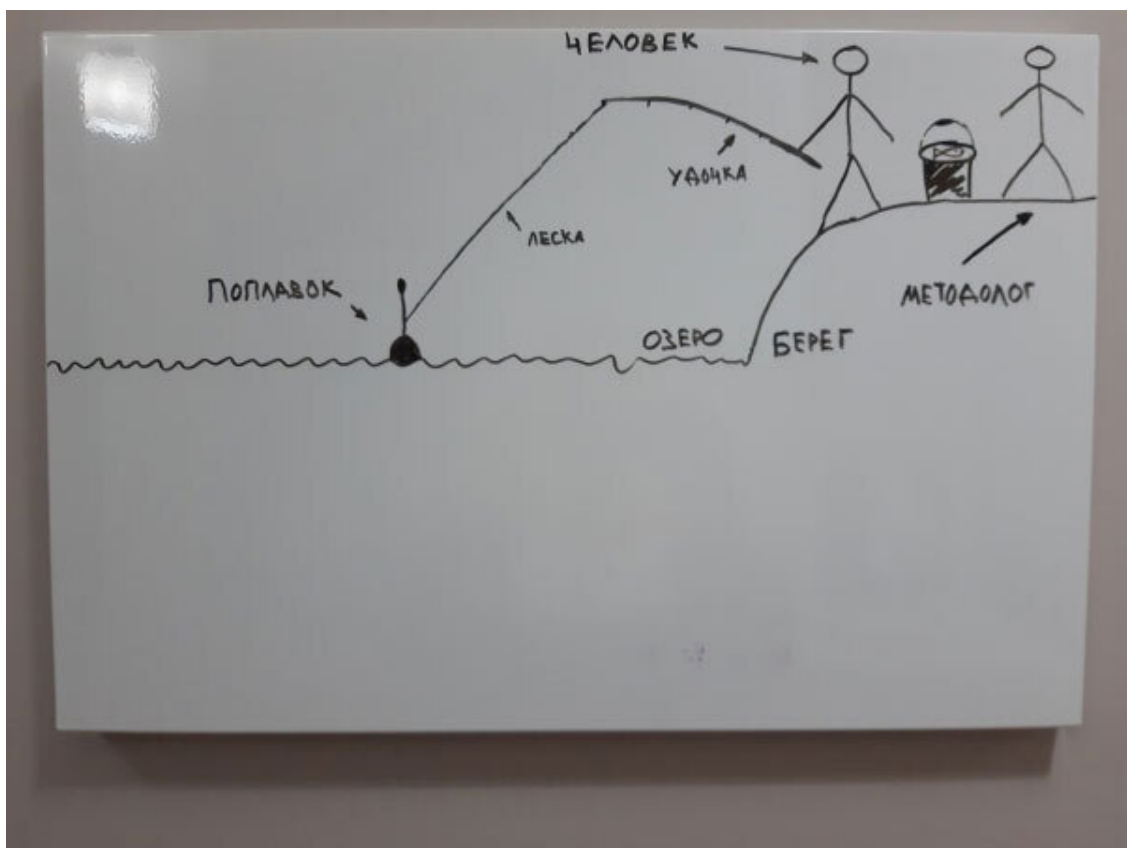 ЧЕЛОВЕК
УДОЧКА
ЛЕСКА
ПОПЛАВОК
МЕТОДОЛОГ
ОЗЕРО
БЕРЕГ